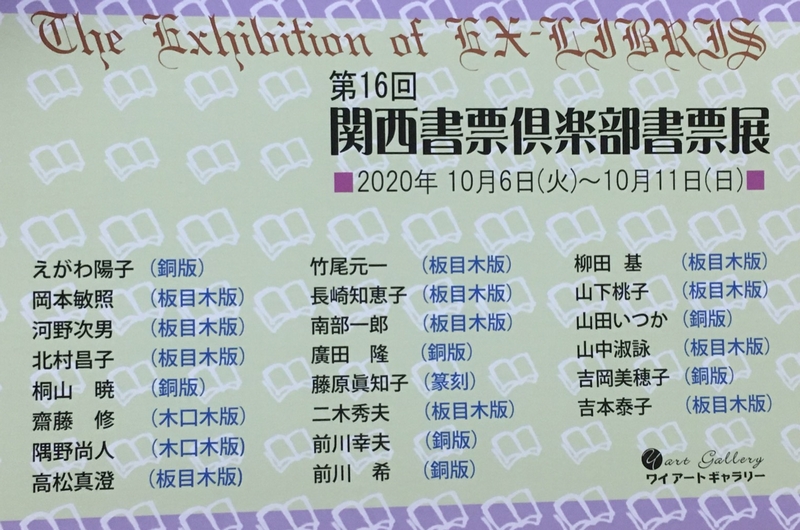 The Exhibition of EX-LIBRIS
第16回
関西書票倶楽部書票展
■2020年 10月6日(火)~10月11日(日)■
えがわ陽子 (銅版)
岡本敏照 (板目木版)
河野次男 (板目木版)
北村昌子 (板目木版)
桐山 暁 (銅版)
齋藤 修 (木口木版)
隅野尚人 (木口木版)
高松真澄 (板目木版)
竹尾元一 (板目木版)
長崎知恵子 (板目木版)
南部一郎 (板目木版)
廣田 隆 (銅版)
藤原眞知子 (篆刻)
二木秀夫 (板目木版)
前川幸夫 (銅版)
前川 希 (銅版)
柳田 基 (板目木版)
山下桃子 (板目木版)
山田いつか (銅版)
山中淑詠 (板目木版)
吉岡美穂子 (銅版)
吉本泰子 (板目木版)
Yart Gallery
ワイアートギャラリー